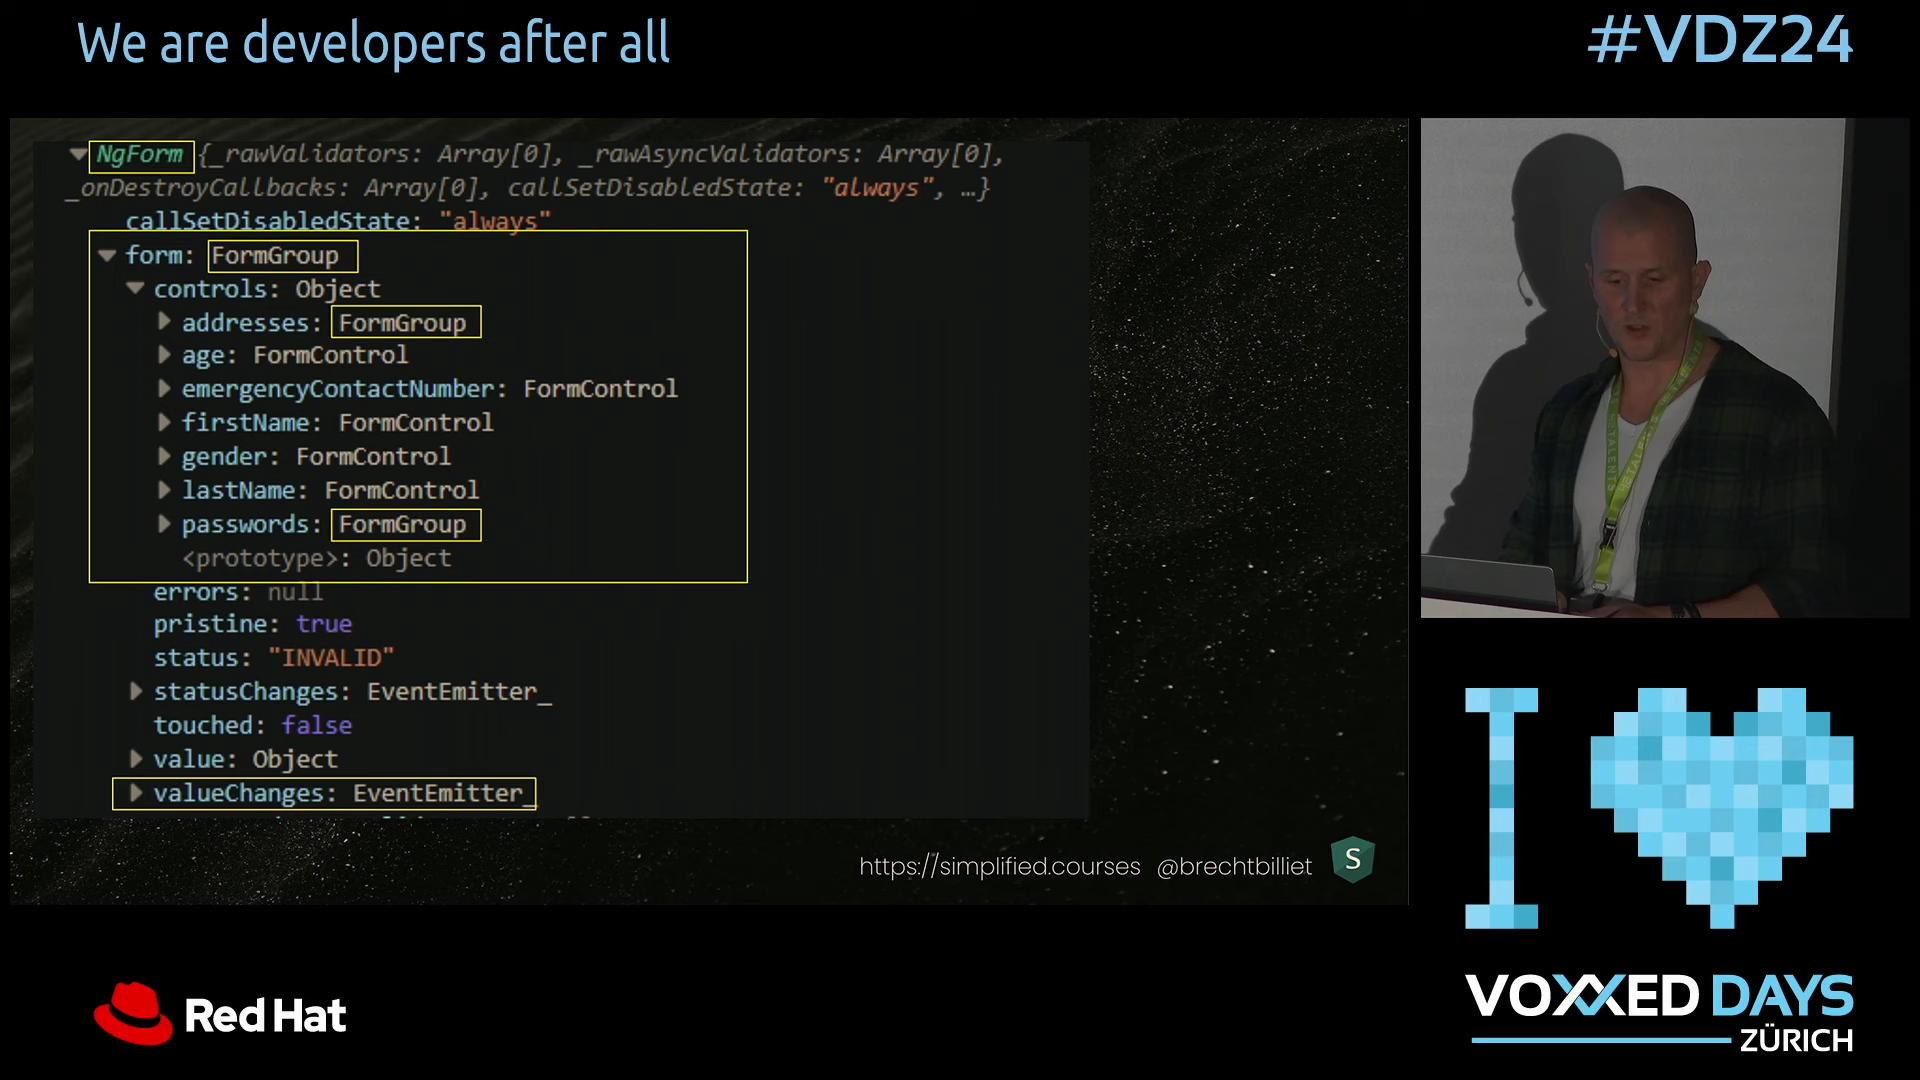 We are developers after all
#VDZ24
NgForm {_rawValidators: Array[0], _rawAsyncValidators: Array[0],
_onDestroyCallbacks: Array[0], callSetDisabledState: "always", …}
callSetDisabledState: "always"
form: FormGroup
controls: Object
addresses: FormGroup
age: FormControl
emergencyContactNumber: FormControl
firstName: FormControl
gender: FormControl
lastName: FormControl
passwords: FormGroup
<prototype>: Object
errors: null
pristine: true
status: "INVALID"
statusChanges: EventEmitter_
touched: false
value: Object
valueChanges: EventEmitter_
https://simplified.courses @brechtbilliet S
I
Red Hat
VOXXED DAYS
ZÜRICH